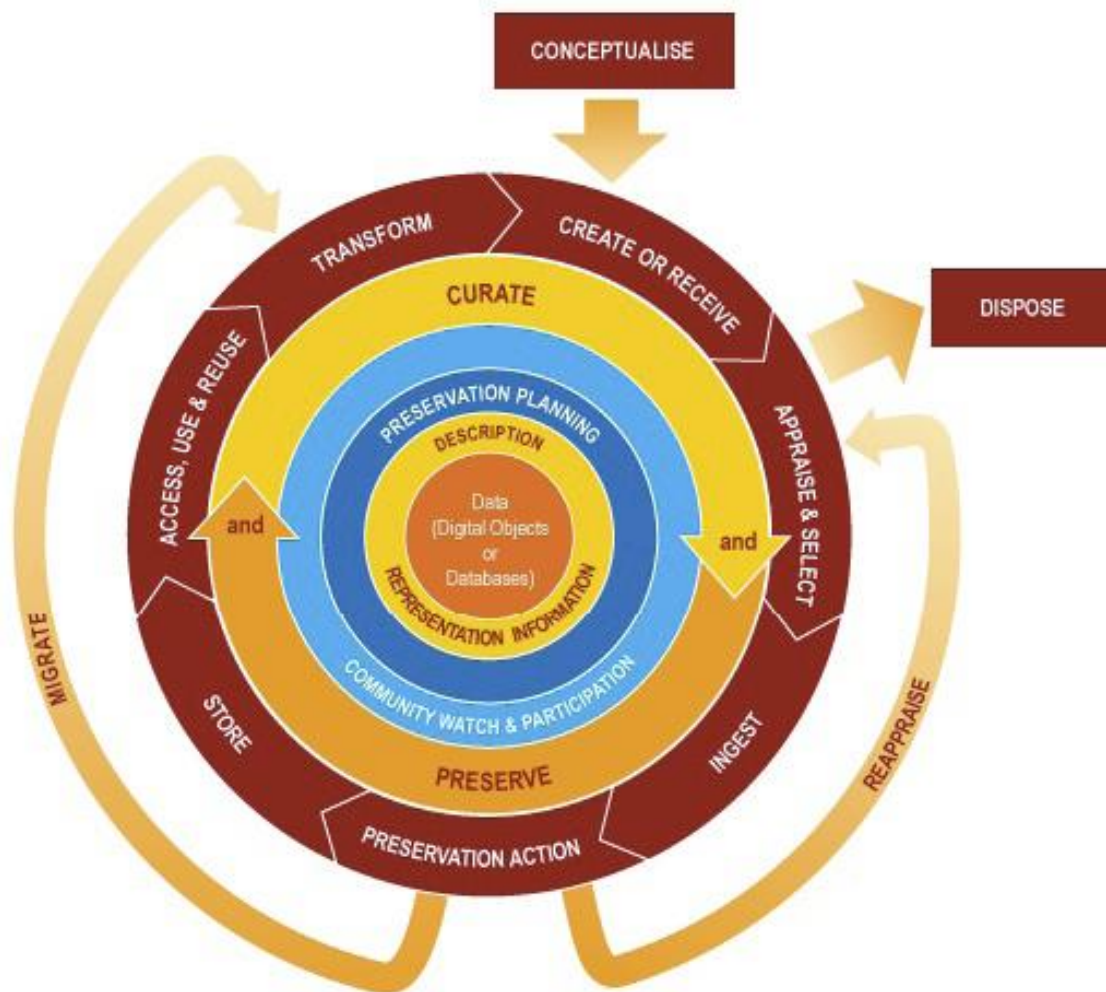 CONCEPTUALISE
TRANSFORM
CREATE OR RECEIVE
DISPOSE
CURATE
ACCESS, USE & REUSE
APPRAISE & SELECT
PRESERVATION PLANNING
DESCRIPTION
Data
(Digital Objects
or
Databases)
and
and
REPRESENTATION INFORMATION
COMMUNITY WATCH & PARTICIPATION
MIGRATE
STORE
PRESERVE
INGEST
REAPPRAISE
PRESERVATION ACTION